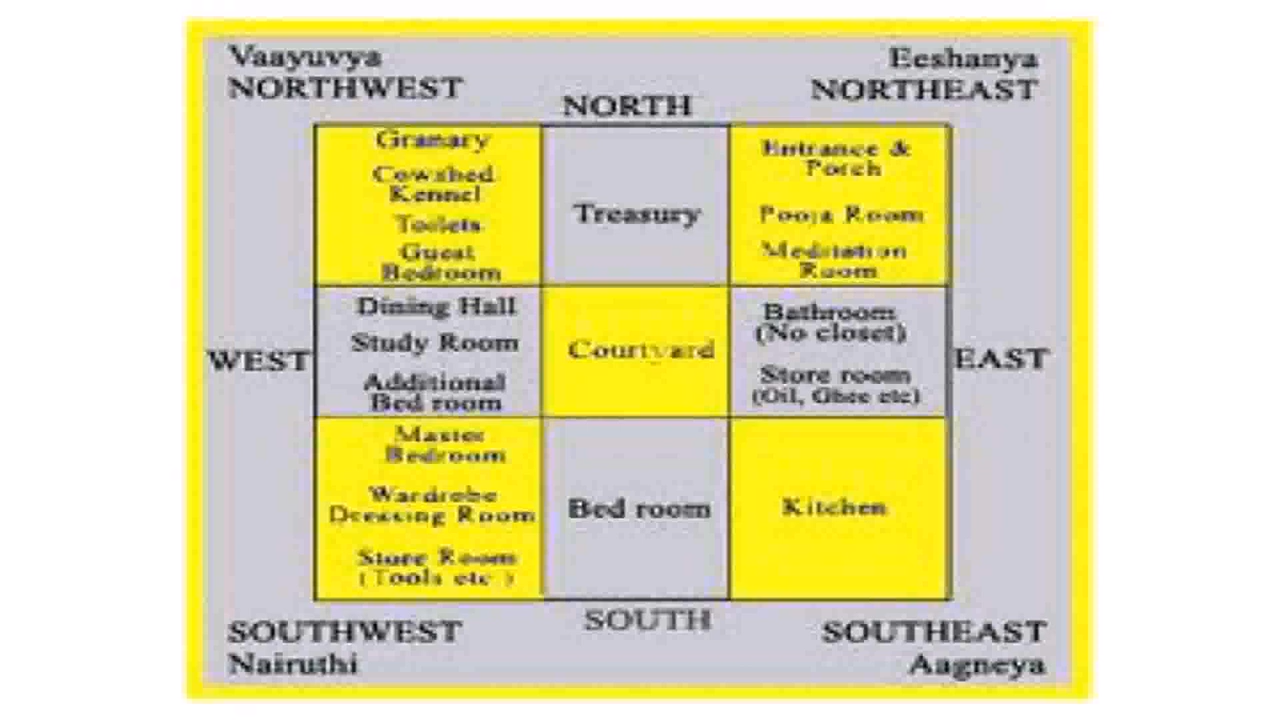 Vaayuvya
NORTHWEST
Eeshanya
NORTHEAST
NORTH
Granary
Cowshed
Kennel
Toilets
Guest
Bedroom
Treasury
Entrance &
Porch
Pooja Room
Meditation
Room
WEST
Dining Hall
Study Room
Additional
Bed room
Courtyard
Bathroom
(No closet)
Store room
(Oil, Ghee etc)
EAST
Master
Bedroom
Wardrobe
Dressing Room
Store Room
(Tools etc )
Bed room
Kitchen
SOUTH
SOUTHWEST
Nairuthi
SOUTHEAST
Aagneya